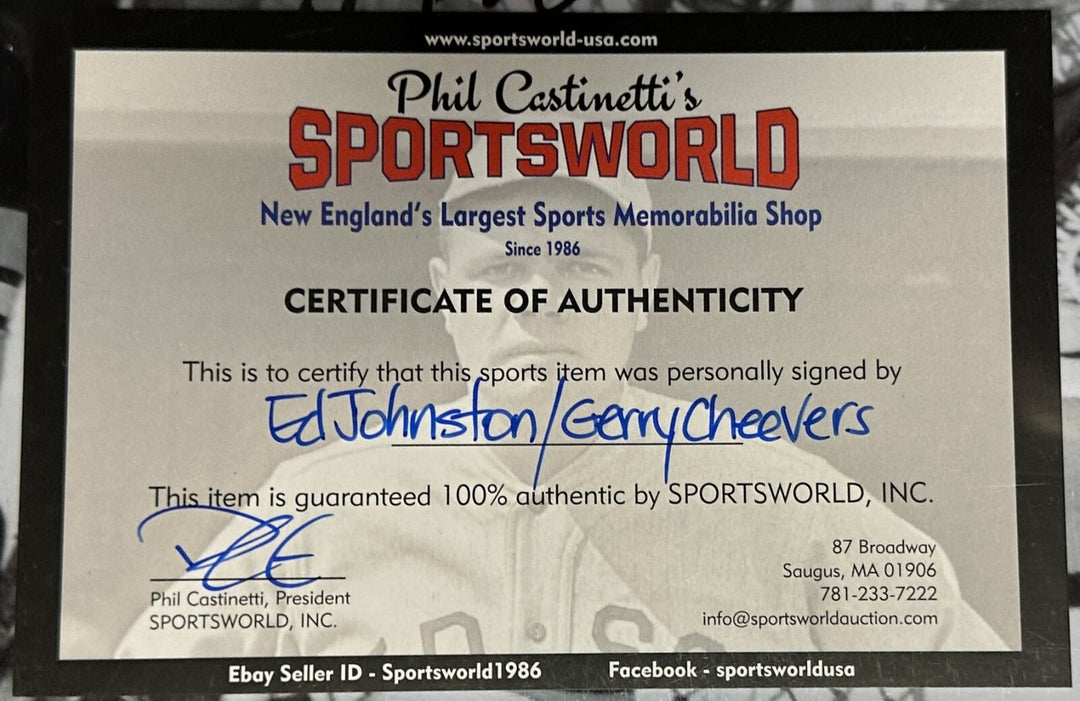 www.sportsworld-usa.com
Phil Castinetti's
SPORTSWORLD
New England's Largest Sports Memorabilia Shop
Since 1986
CERTIFICATE OF AUTHENTICITY
This is to certify that this sports item was personally signed by
Ed Johnston/Gerry Cheevers
This item is guaranteed 100% authentic by SPORTSWORLD, INC.
Phil Castinetti, President
SPORTSWORLD, INC.
87 Broadway
Saugus, MA 01906
781-233-7222
info@sportsworldauction.com
Ebay Seller ID - Sportsworld1986
Facebook - sportsworldusa